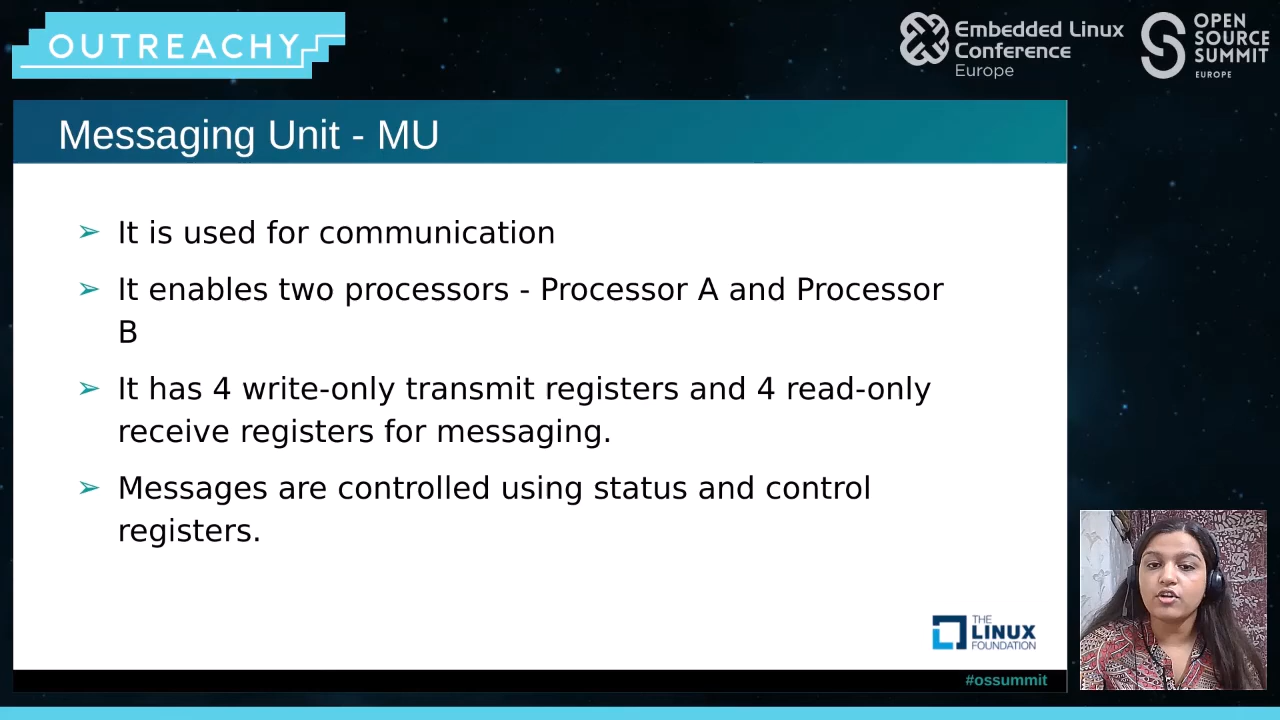 OUTREACHY
Embedded Linux
Conference
Europe
OPEN
SOURCE
SUMMIT
EUROPE
Messaging Unit - MU
➢ It is used for communication
➢ It enables two processors - Processor A and Processor
B
➢ It has 4 write-only transmit registers and 4 read-only
receive registers for messaging.
➢ Messages are controlled using status and control
registers.
THE
LINUX
FOUNDATION
#ossummit